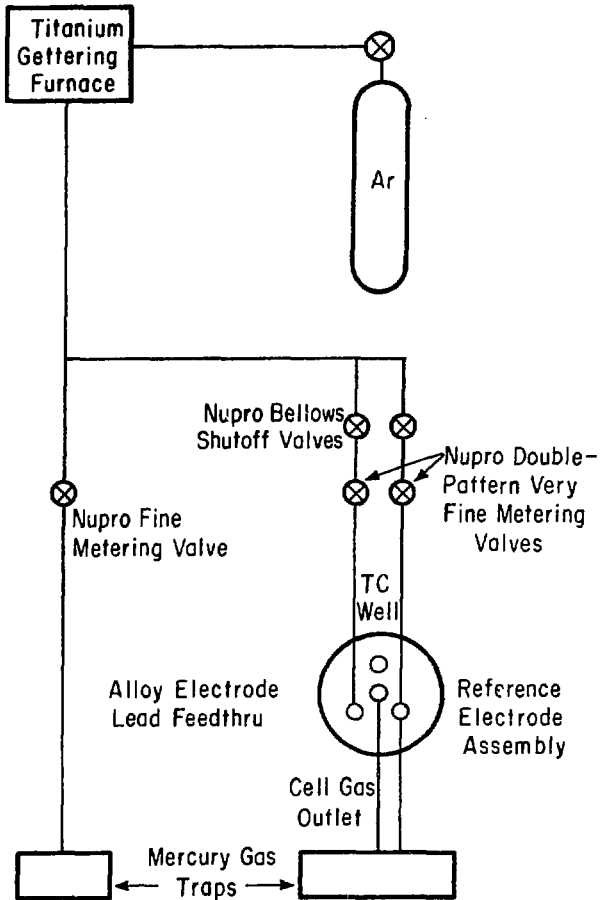 Titanium
Gettering
Furnace
Ar
Nupro Bellows
Shutoff Valves
Nupro Double-
Pattern Very
Fine Metering
Valves
Nupro Fine
Metering Valve
TC
Well
Alloy Electrode
Lead Feedthru
Reference
Electrode
Assembly
Cell Gas
Outlet
Mercury Gas
Traps